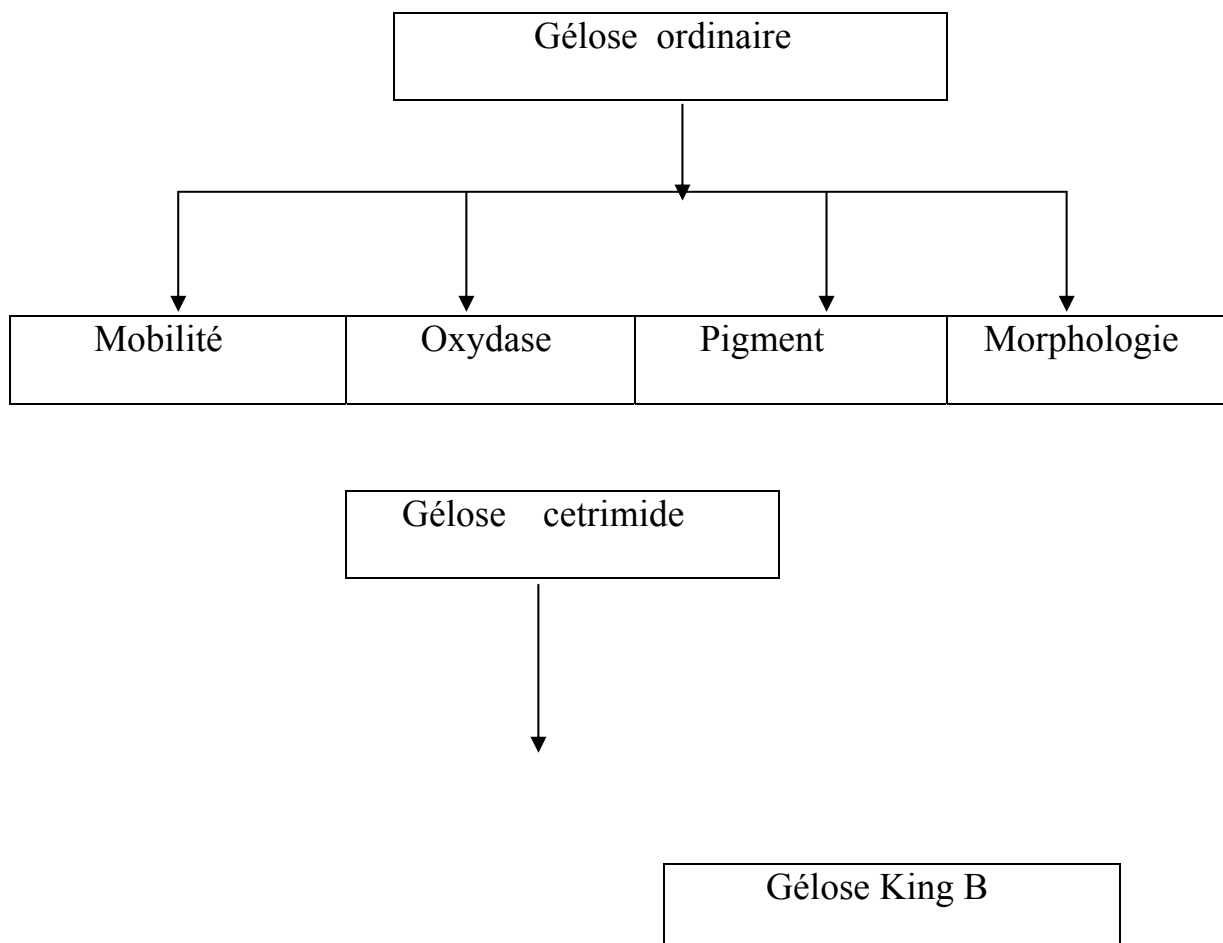 Gélose ordinaire
Mobilité Oxydase Pigment Morphologie
Gélose cetrimide
Gélose King B